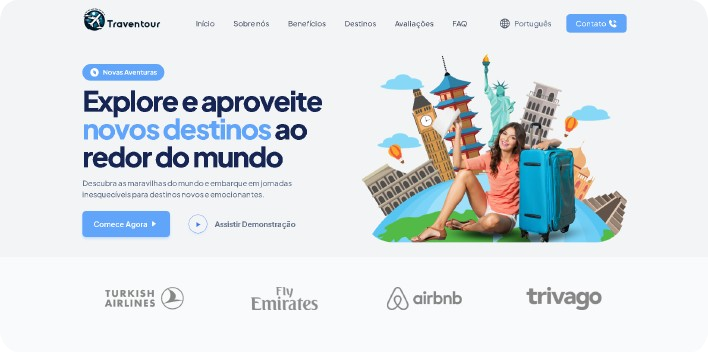 Traventour
Início
Sobre nós
Benefícios
Destinos
Avaliações
FAQ
Português
Contato
Novas Aventuras
Explore e aproveite
novos destinos ao
redor do mundo
Descubra as maravilhas do mundo e embarque em jornadas
inesquecíveis para destinos novos e emocionantes.
Comece Agora
Assistir Demonstração
TURKISH
AIRLINES
Fly
Emirates
airbnb
trivago